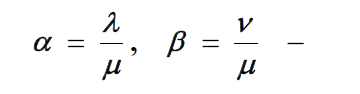 α = λ/μ, β = ν/μ –